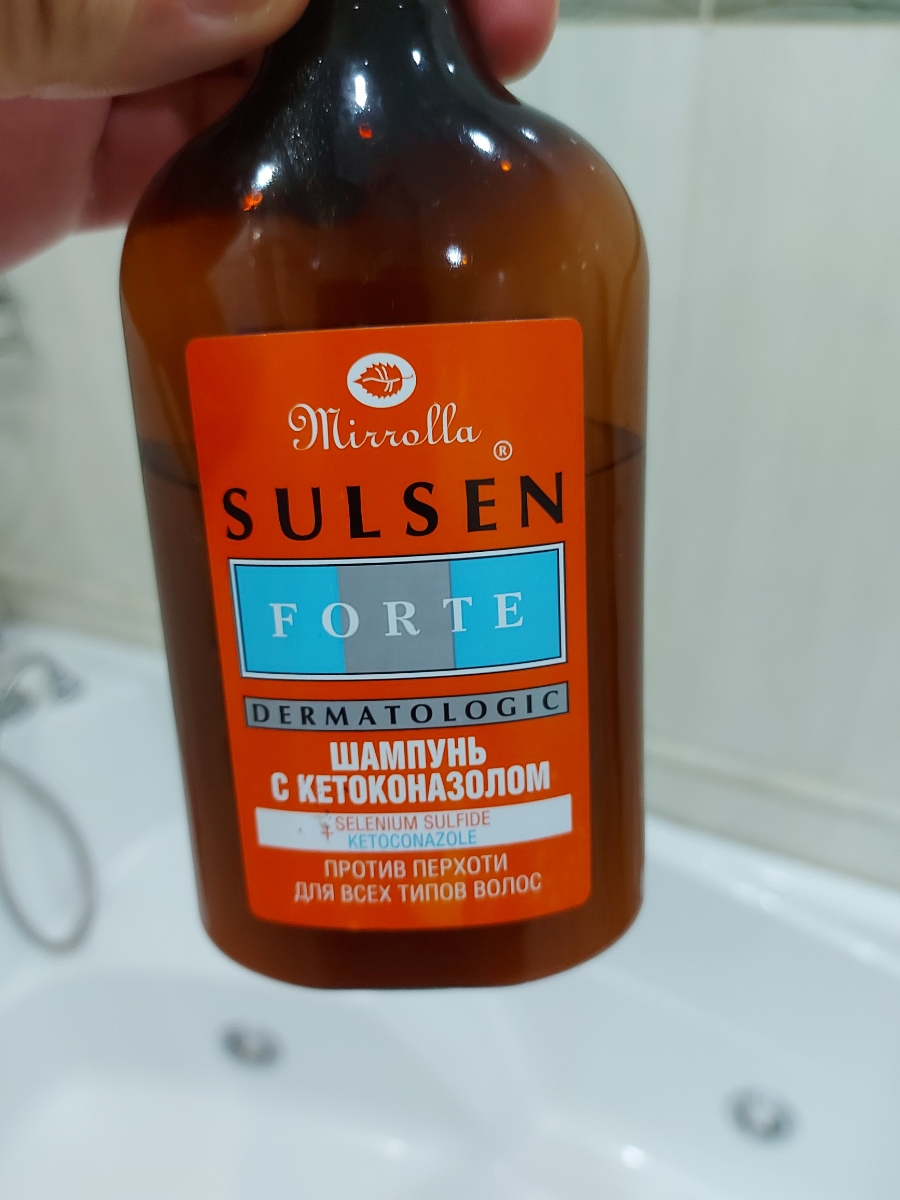 Mirrolla
®
SULSEN
FORTE
DERMATOLOGIC
ШАМПУНЬ
С КЕТОКОНАЗОЛОМ
+ SELENIUM SULFIDE
KETOCONAZOLE
ПРОТИВ ПЕРХОТИ
ДЛЯ ВСЕХ ТИПОВ ВОЛОС